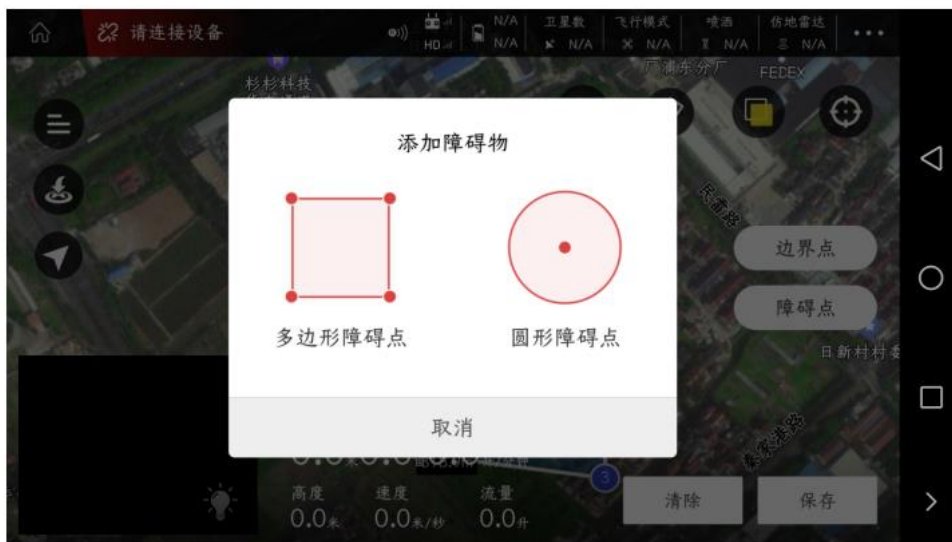 请连接设备
HD
N/A
N/A
卫星数
N/A
飞行模式
N/A
喷洒
N/A
仿地雷达
N/A
杉杉科技
厂浦东分厂
FEDEX
添加障碍物
多边形障碍点
圆形障碍点
取消
民雷路
边界点
障碍点
日新村村委
秦家港路
3
高度
0.0米
速度
0.0米/秒
流量
0.0升
清除
保存